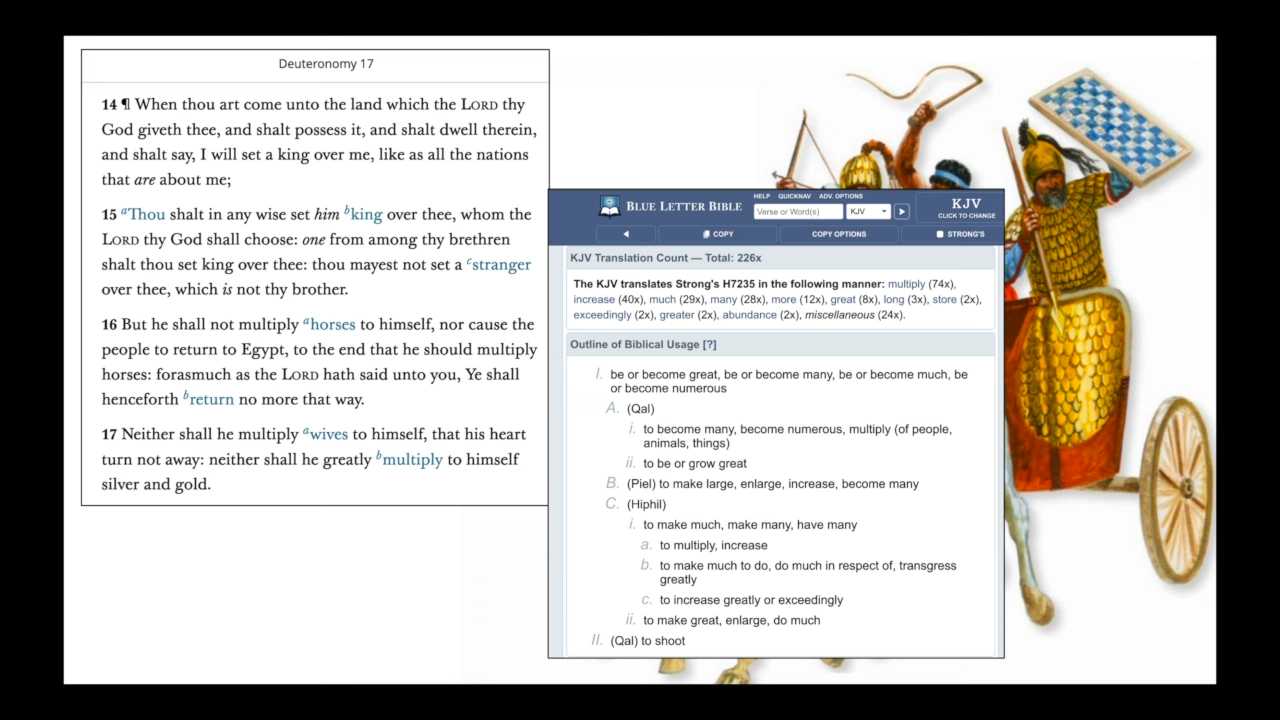 Deuteronomy 17
14 ¶ When thou art come unto the land which the LORD thy
God giveth thee, and shalt possess it, and shalt dwell therein,
and shalt say, I will set a king over me, like as all the nations
that are about me;
15 aThou shalt in any wise set him bking over thee, whom the
LORD thy God shall choose: one from among thy brethren
shalt thou set king over thee: thou mayest not set a cstranger
over thee, which is not thy brother.
16 But he shall not multiply ahorses to himself, nor cause the
people to return to Egypt, to the end that he should multiply
horses: forasmuch as the LORD hath said unto you, Ye shall
henceforth breturn no more that way.
17 Neither shall he multiply awives to himself, that his heart
turn not away: neither shall he greatly bmultiply to himself
silver and gold.
HELP QUICKNAV ADV. OPTIONS
BLUE LETTER BIBLE
Verse or Word(s)
KJV
KJV
CLICK TO CHANGE
COPY
COPY OPTIONS
STRONG'S
KJV Translation Count — Total: 226x
The KJV translates Strong's H7235 in the following manner: multiply (74x),
increase (40x), much (29x), many (28x), more (12x), great (8x), long (3x), store (2x),
exceedingly (2x), greater (2x), abundance (2x), miscellaneous (24x).
Outline of Biblical Usage [?]
I. be or become great, be or become many, be or become much, be
or become numerous
A. (Qal)
i. to become many, become numerous, multiply (of people,
animals, things)
ii. to be or grow great
B. (Piel) to make large, enlarge, increase, become many
C. (Hiphil)
i. to make much, make many, have many
a. to multiply, increase
b. to make much to do, do much in respect of, transgress
greatly
c. to increase greatly or exceedingly
ii. to make great, enlarge, do much
II. (Qal) to shoot